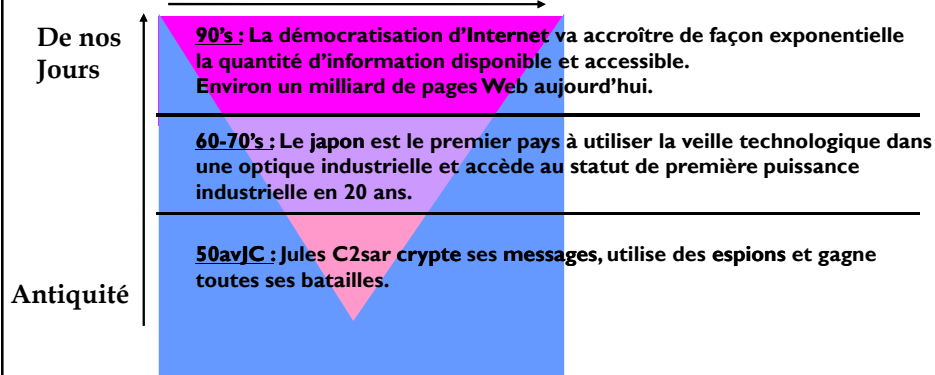 De nos
Jours
90's : La démocratisation d'Internet va accroître de façon exponentielle
la quantité d'information disponible et accessible.
Environ un milliard de pages Web aujourd'hui.
60-70's : Le japon est le premier pays à utiliser la veille technologique dans
une optique industrielle et accède au statut de première puissance
industrielle en 20 ans.
50avJC : Jules C2sar crypte ses messages, utilise des espions et gagne
toutes ses batailles.
Antiquité